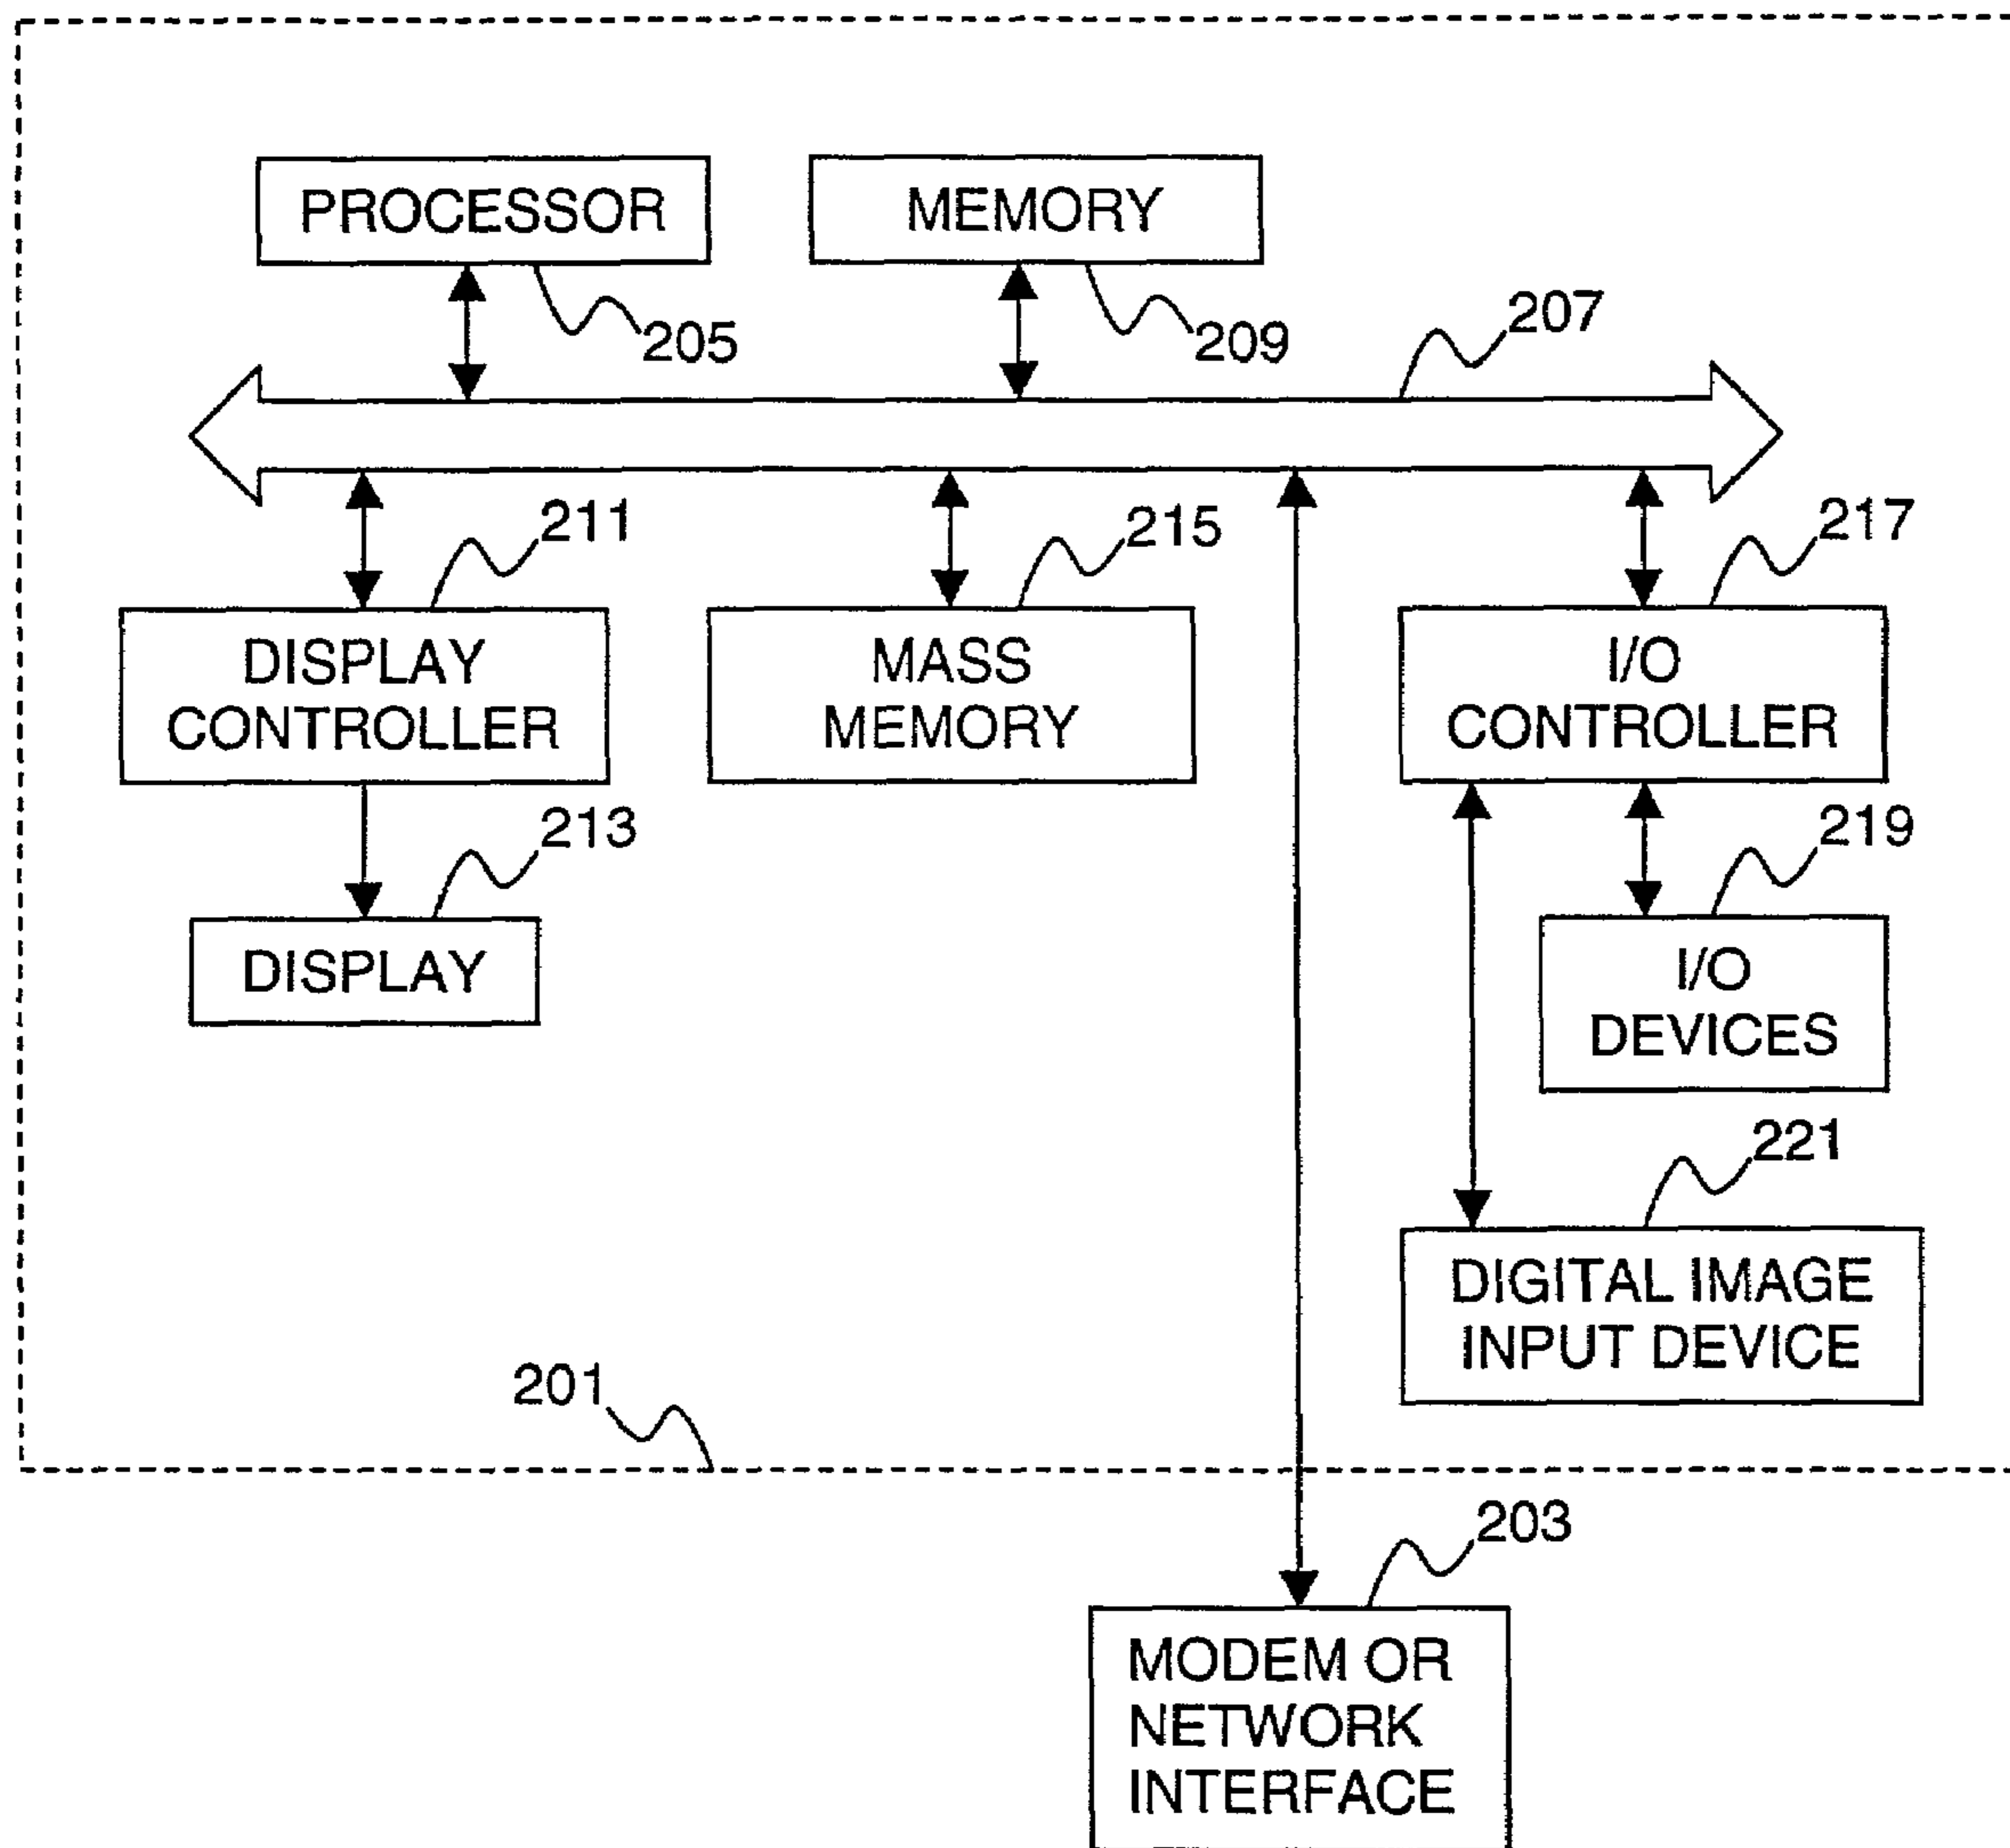 PROCESSOR
MEMORY
205
209
207
211
215
217
DISPLAY
CONTROLLER
MASS
MEMORY
I/O
CONTROLLER
213
219
DISPLAY
I/O
DEVICES
221
DIGITAL IMAGE
INPUT DEVICE
201
203
MODEM OR
NETWORK
INTERFACE